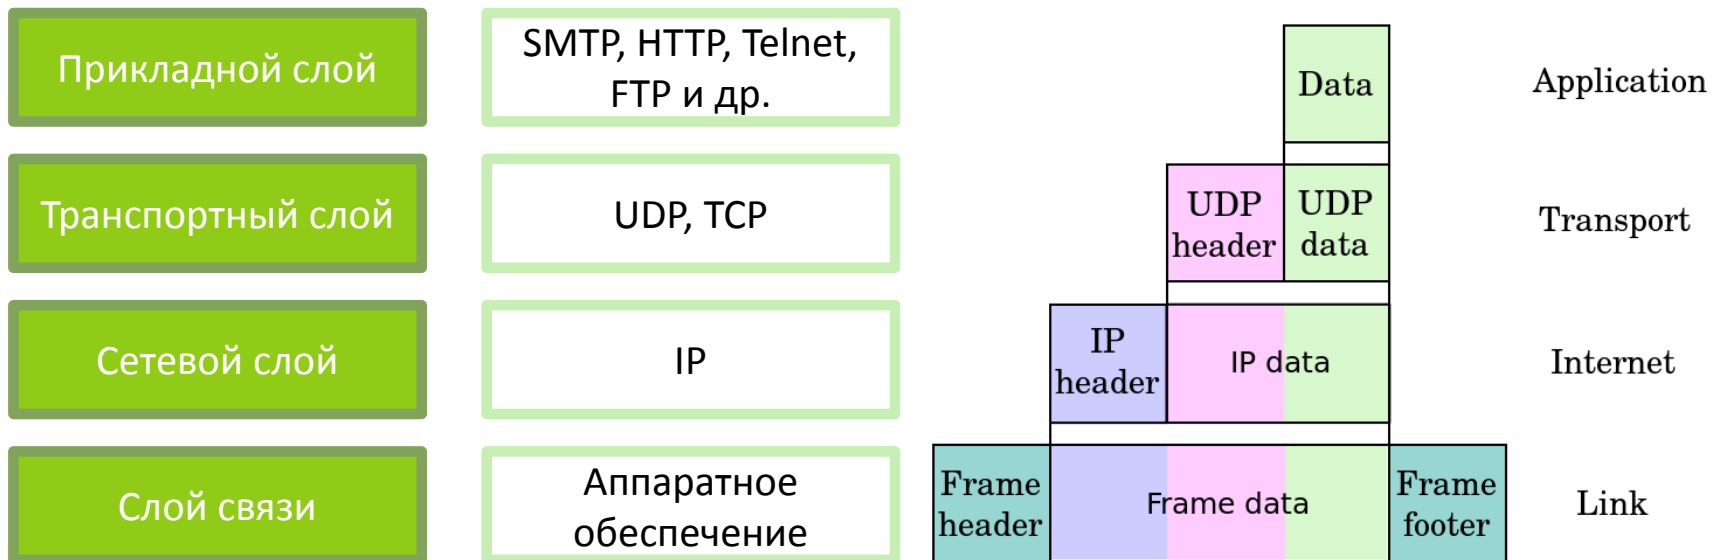 Прикладной слой
SMTP, HTTP, Telnet,
FTP и др.
Data
Application
Транспортный слой
UDP, TCP
UDP
header
UDP
data
Transport
Сетевой слой
IP
IP
header
IP data
Internet
Слой связи
Аппаратное
обеспечение
Frame
header
Frame data
Frame
footer
Link